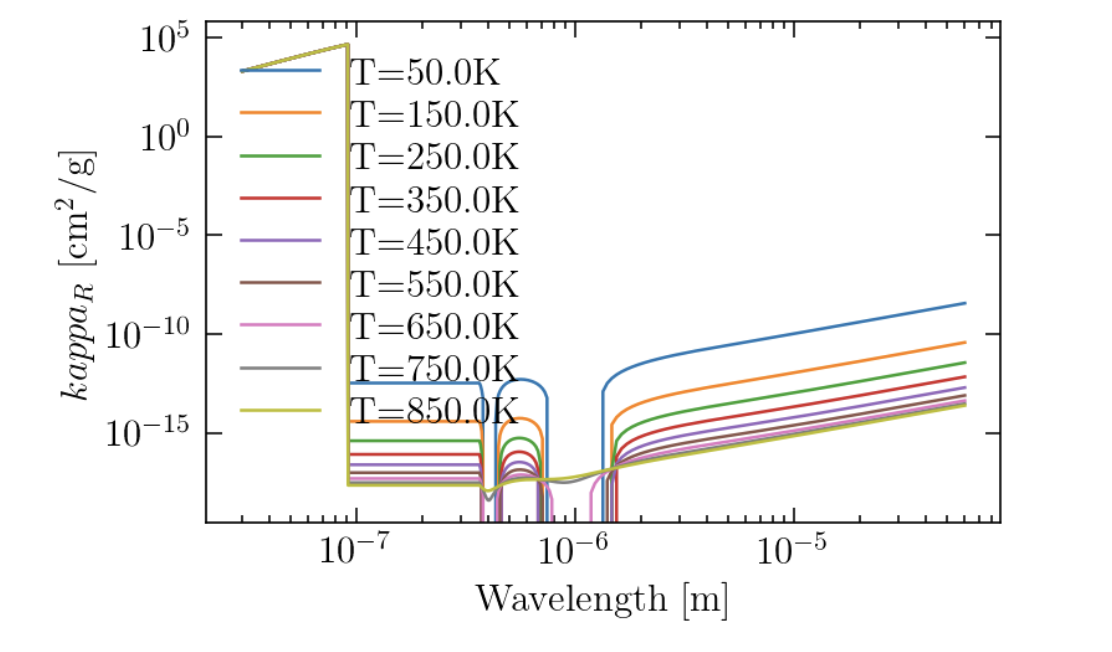 10^5
10^0
10^{-5}
10^{-10}
10^{-15}
kappa_R [cm^2/g]
T=50.0K
T=150.0K
T=250.0K
T=350.0K
T=450.0K
T=550.0K
T=650.0K
T=750.0K
T=850.0K
10^{-7} 10^{-6} 10^{-5}
Wavelength [m]